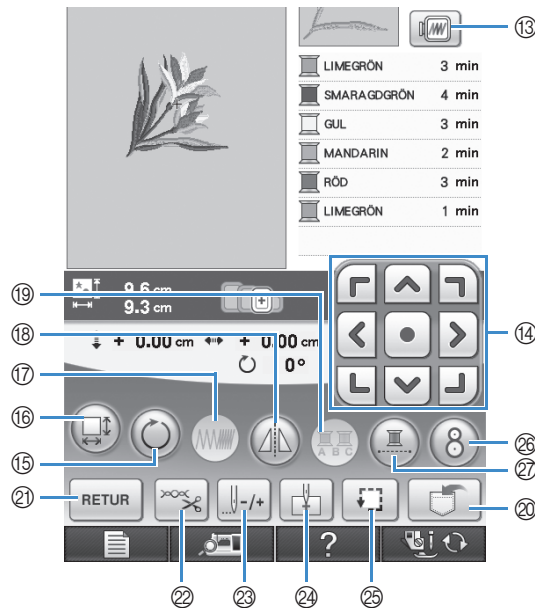 ⑬
LIMEGRÖN 3 min
SMARAGDGRÖN 4 min
GUL 3 min
MANDARIN 2 min
RÖD 3 min
LIMEGRÖN 1 min
9.6 cm
9.3 cm
⑲
⑱
⑰
⑭
+ 0.00 cm + 0.00 cm
0°
⑯
⑮
A B C
8
㉖
㉗
㉑
RETUR
-/+
⑳
?
㉒
㉓
㉔
㉕